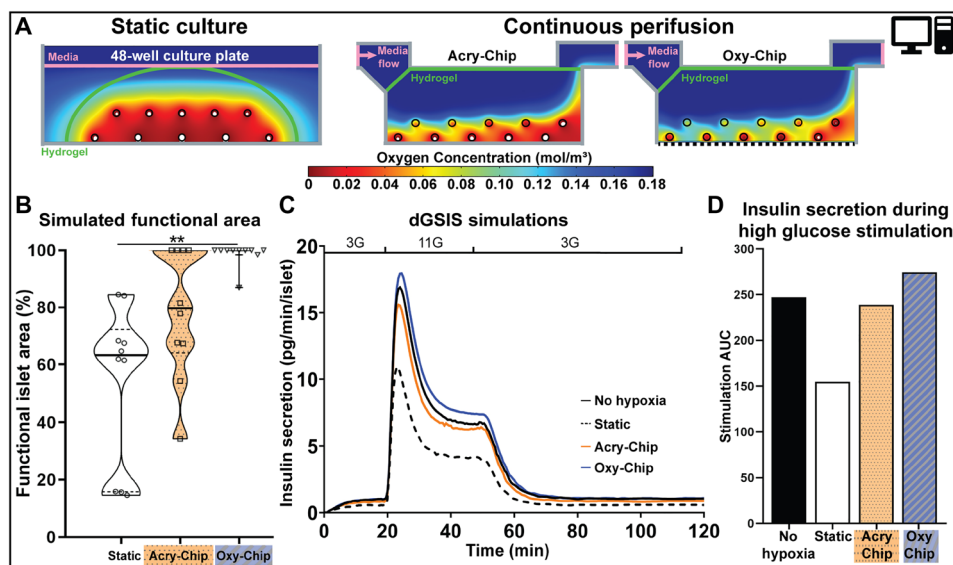 A
Static culture
Continuous perifusion
Media
48-well culture plate
Hydrogel
Media
flow
Acry-Chip
Hydrogel
Media
flow
Oxy-Chip
Hydrogel
Oxygen Concentration (mol/m³)
0 0.02 0.04 0.06 0.08 0.10 0.12 0.14 0.16 0.18
B
Simulated functional area
**
Functional islet area (%)
100
80
60
40
20
0
Static
Acry-Chip
Oxy-Chip
C
dGSIS simulations
3G
11G
3G
Insulin secretion (pg/min/islet)
20
15
10
5
0
No hypoxia
Static
Acry-Chip
Oxy-Chip
0 20 40 60 80 100 120
Time (min)
D
Insulin secretion during
high glucose stimulation
Stimulation AUC
300
250
200
150
100
50
0
No
hypoxia
Static
Acry
Chip
Oxy
Chip